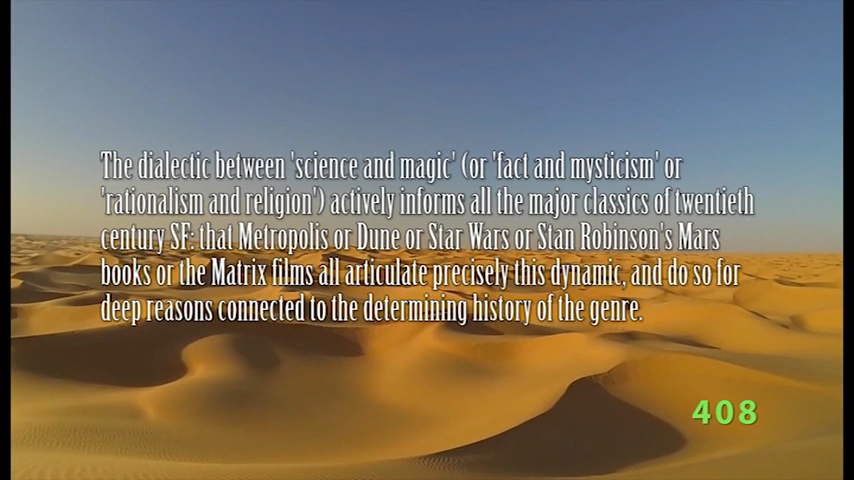 The dialectic between 'science and magic' (or 'fact and mysticism' or
'rationalism and religion') actively informs all the major classics of twentieth
century SF: that Metropolis or Dune or Star Wars or Stan Robinson's Mars
books or the Matrix films all articulate precisely this dynamic, and do so for
deep reasons connected to the determining history of the genre.
408